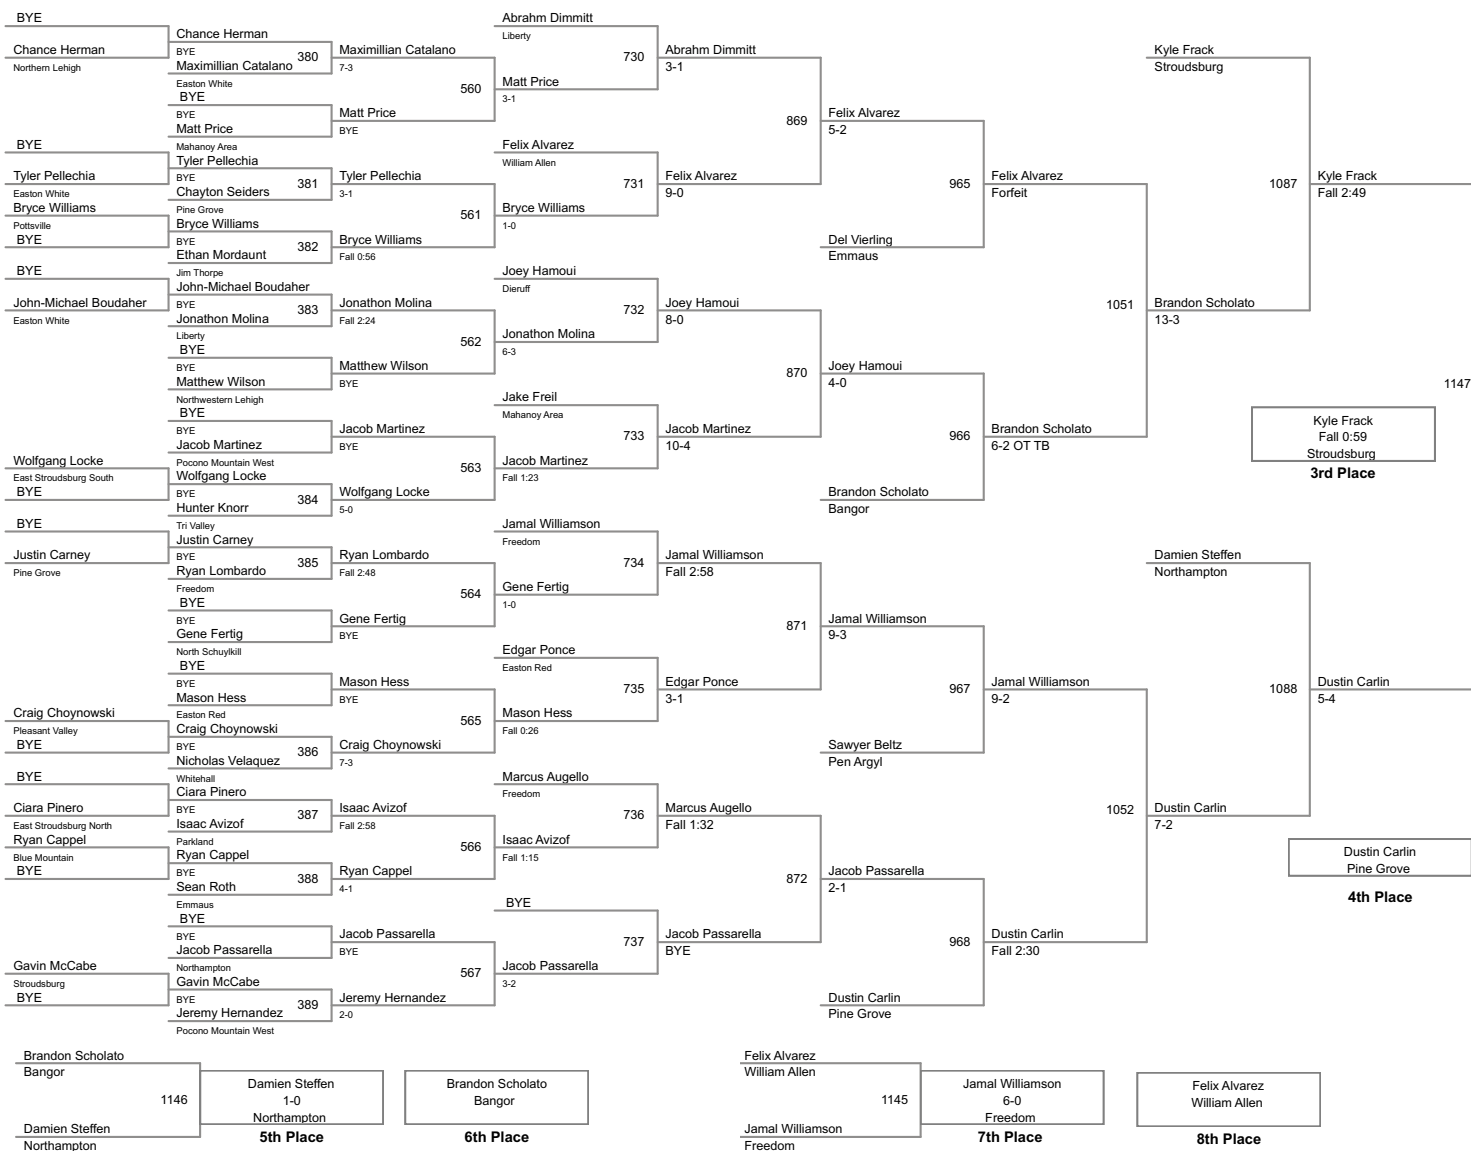 BYE
Chance Herman
Northern Lehigh
BYE
Tyler Pellechia
Easton White
Bryce Williams
Pottsville
BYE
BYE
John-Michael Boudaher
Easton White
Wolfgang Locke
East Stroudsburg South
BYE
BYE
Justin Carney
Pine Grove
Craig Choynowski
Pleasant Valley
BYE
BYE
Ciara Pinero
East Stroudsburg North
Ryan Cappel
Blue Mountain
BYE
Gavin McCabe
Stroudsburg
BYE
Chance Herman
BYE
380
Maximillian Catalano
Easton White
BYE
BYE
Matt Price
Mahanoy Area
Tyler Pellechia
BYE
381
Chayton Seiders
Pine Grove
Bryce Williams
BYE
382
Ethan Mordaunt
Jim Thorpe
John-Michael Boudaher
BYE
383
Jonathon Molina
Liberty
BYE
BYE
Matthew Wilson
Northwestern Lehigh
BYE
BYE
Jacob Martinez
Pocono Mountain West
Wolfgang Locke
BYE
384
Hunter Knorr
Tri Valley
Justin Carney
BYE
385
Ryan Lombardo
Freedom
BYE
BYE
Gene Fertig
North Schuylkill
BYE
BYE
Mason Hess
Easton Red
Craig Choynowski
BYE
386
Nicholas Velaquez
Whitehall
Ciara Pinero
BYE
387
Isaac Avizof
Parkland
Ryan Cappel
BYE
388
Sean Roth
Emmaus
BYE
BYE
Jacob Passarella
Northampton
Gavin McCabe
BYE
389
Jeremy Hernandez
Pocono Mountain West
Maximillian Catalano
7-3
560
Matt Price
BYE
Tyler Pellechia
3-1
561
Bryce Williams
Fall 0:56
Jonathon Molina
Fall 2:24
562
Matthew Wilson
BYE
Jacob Martinez
BYE
563
Wolfgang Locke
5-0
Ryan Lombardo
Fall 2:48
564
Gene Fertig
BYE
Mason Hess
BYE
565
Craig Choynowski
7-3
Isaac Avizof
Fall 2:58
566
Ryan Cappel
4-1
Jacob Passarella
BYE
567
Jeremy Hernandez
2-0
Abrahm Dimmitt
Liberty
730
Matt Price
3-1
Felix Alvarez
William Allen
731
Bryce Williams
1-0
Joey Hamoui
Dieruff
732
Jonathon Molina
6-3
Jake Freil
Mahanoy Area
733
Jacob Martinez
Fall 1:23
Jamal Williamson
Freedom
734
Gene Fertig
1-0
Edgar Ponce
Easton Red
735
Mason Hess
Fall 0:26
Marcus Augello
Freedom
736
Isaac Avizof
Fall 1:15
BYE
737
Jacob Passarella
3-2
Abrahm Dimmitt
3-1
869
Felix Alvarez
9-0
Joey Hamoui
8-0
870
Jacob Martinez
10-4
Jamal Williamson
Fall 2:58
871
Edgar Ponce
3-1
Marcus Augello
Fall 1:32
872
Jacob Passarella
BYE
Felix Alvarez
5-2
965
Del Vierling
Emmaus
Joey Hamoui
4-0
966
Brandon Scholato
Bangor
Jamal Williamson
9-3
967
Sawyer Beltz
Pen Argyl
Jacob Passarella
2-1
968
Dustin Carlin
Pine Grove
Felix Alvarez
Forfeit
1051
Brandon Scholato
6-2 OT TB
Jamal Williamson
9-2
1052
Dustin Carlin
Fall 2:30
Kyle Frack
Stroudsburg
1087
Brandon Scholato
13-3
Damien Steffen
Northampton
1088
Dustin Carlin
7-2
Kyle Frack
Fall 2:49
1147
Dustin Carlin
5-4
Kyle Frack
Fall 0:59
Stroudsburg
3rd Place
Dustin Carlin
Pine Grove
4th Place
Brandon Scholato
Bangor
1146
Damien Steffen
Northampton
Damien Steffen
1-0
Northampton
5th Place
Brandon Scholato
Bangor
6th Place
Felix Alvarez
William Allen
1145
Jamal Williamson
Freedom
Jamal Williamson
6-0
Freedom
7th Place
Felix Alvarez
William Allen
8th Place